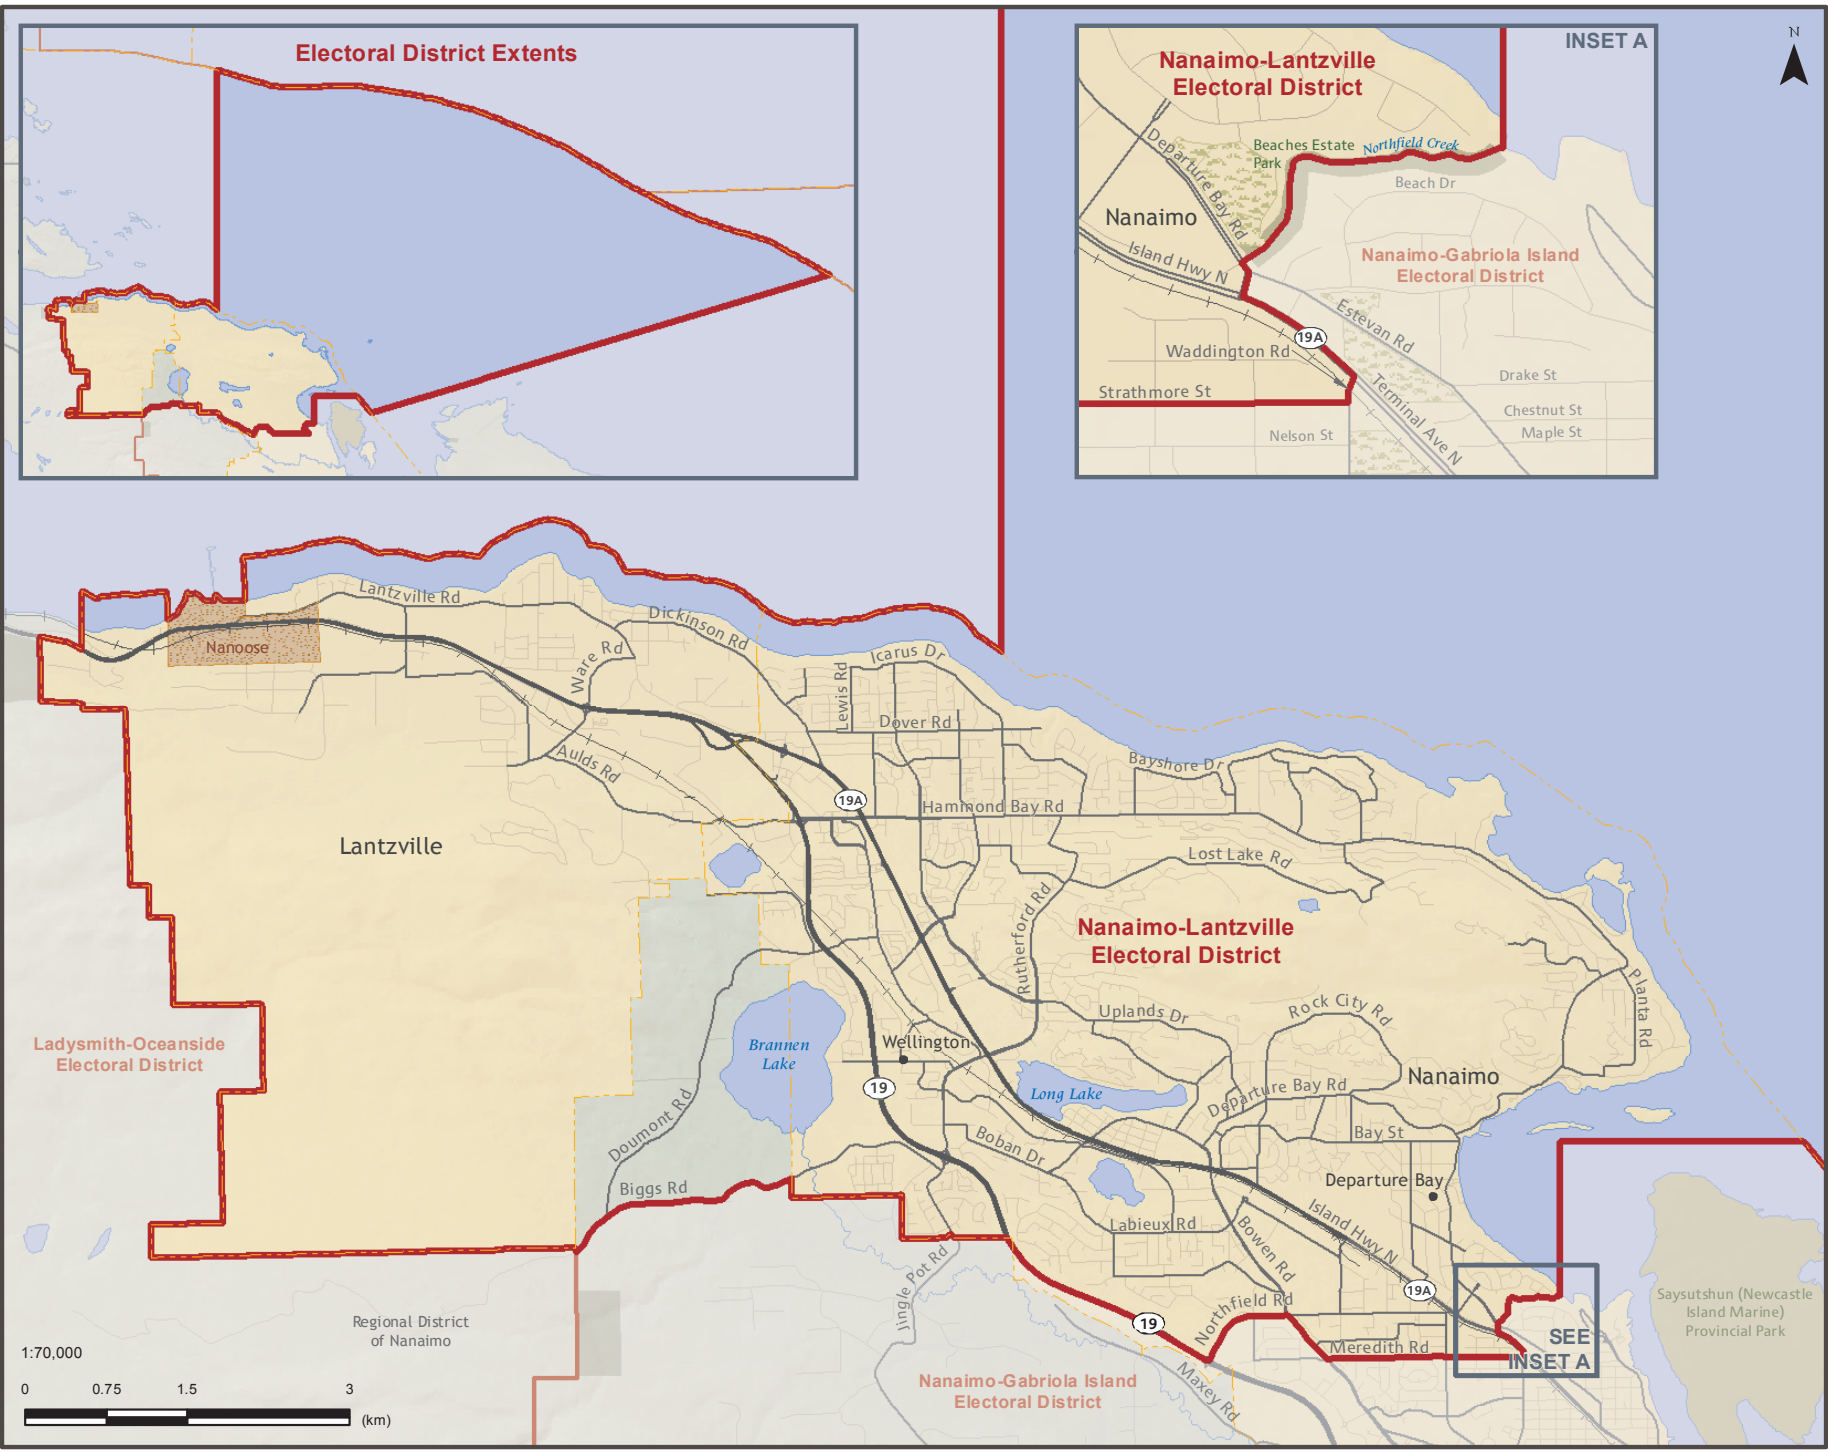 Electoral District Extents
INSET A
N
Nanaimo-Lantzville
Electoral District
Beaches Estate
Park
Northfield Creek
Departure Bay Rd
Beach Dr
Nanaimo
Island Hwy N
Nanaimo-Gabriola Island
Electoral District
Estevan Rd
19A
Waddington Rd
Strathmore St
Terminal Ave N
Drake St
Chestnut St
Maple St
Nelson St
Lantzville Rd
Dickinson Rd
Nanoose
Ware Rd
Icarus Dr
Lewis Rd
Dover Rd
Aulds Rd
Bayshore Dr
19A
Hammond Bay Rd
Lantzville
Lost Lake Rd
Rutherford Rd
Nanaimo-Lantzville
Electoral District
Planta Rd
Ladysmith-Oceanside
Electoral District
Brannen
Lake
Wellington
Uplands Dr
Rock City Rd
Nanaimo
19
Long Lake
Departure Bay Rd
Doumont Rd
Boban Dr
Bay St
Departure Bay
Biggs Rd
Labieux Rd
Bowen Rd
Island Hwy N
Jingle Pot Rd
19A
Northfield Rd
Saysutshun (Newcastle
Island Marine)
Provincial Park
Regional District
of Nanaimo
19
Meredith Rd
SEE
INSET A
1:70,000
Maxey Rd
Nanaimo-Gabriola Island
Electoral District
0 0.75 1.5 3
(km)